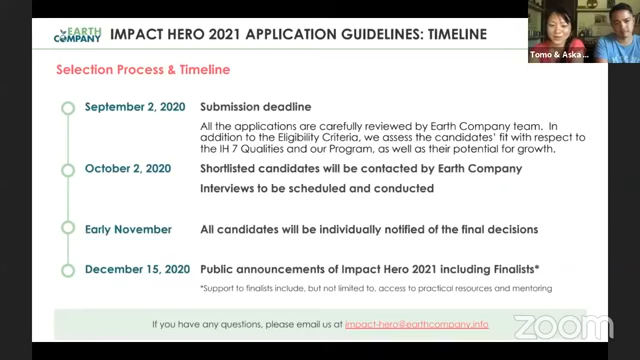 EARTH
COMPANY
IMPACT HERO 2021 APPLICATION GUIDELINES: TIMELINE
Tomo & Aska
Selection Process & Timeline
September 2, 2020 Submission deadline
All the applications are carefully reviewed by Earth Company team. In
addition to the Eligibility Criteria, we assess the candidates' fit with respect to
the IH 7 Qualities and our Program, as well as their potential for growth.
October 2, 2020 Shortlisted candidates will be contacted by Earth Company
Interviews to be scheduled and conducted
Early November All candidates will be individually notified of the final decisions
December 15, 2020 Public announcements of Impact Hero 2021 including Finalists*
*Support to finalists include, but not limited to, access to practical resources and mentoring
If you have any questions, please email us at impact-hero@earthcompany.info
zoom